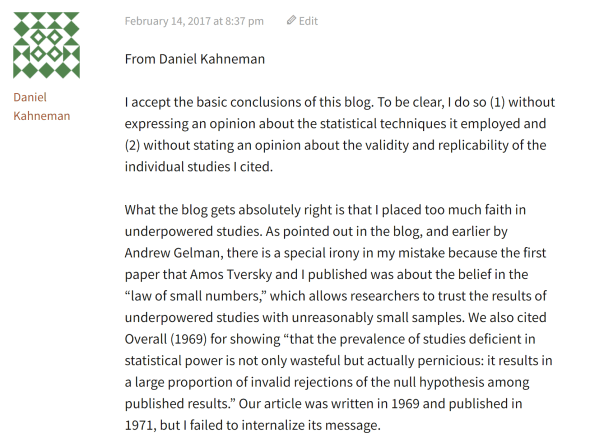 February 14, 2017 at 8:37 pm Edit
Daniel
Kahneman
From Daniel Kahneman
I accept the basic conclusions of this blog. To be clear, I do so (1) without
expressing an opinion about the statistical techniques it employed and
(2) without stating an opinion about the validity and replicability of the
individual studies I cited.
What the blog gets absolutely right is that I placed too much faith in
underpowered studies. As pointed out in the blog, and earlier by
Andrew Gelman, there is a special irony in my mistake because the first
paper that Amos Tversky and I published was about the belief in the
“law of small numbers,” which allows researchers to trust the results of
underpowered studies with unreasonably small samples. We also cited
Overall (1969) for showing “that the prevalence of studies deficient in
statistical power is not only wasteful but actually pernicious: it results in
a large proportion of invalid rejections of the null hypothesis among
published results.” Our article was written in 1969 and published in
1971, but I failed to internalize its message.